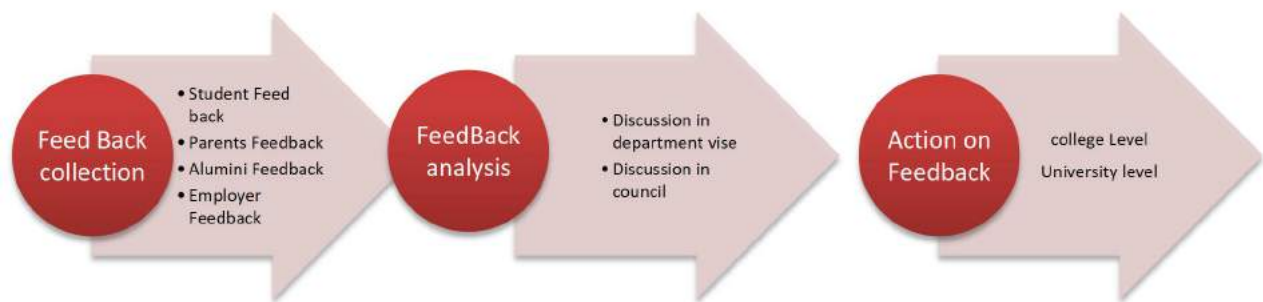 Feed Back
collection
• Student Feed
back
• Parents Feedback
• Alumini Feedback
• Employer
Feedback
FeedBack
analysis
• Discussion in
department vise
• Discussion in
council
Action on
Feedback
college Level
University level